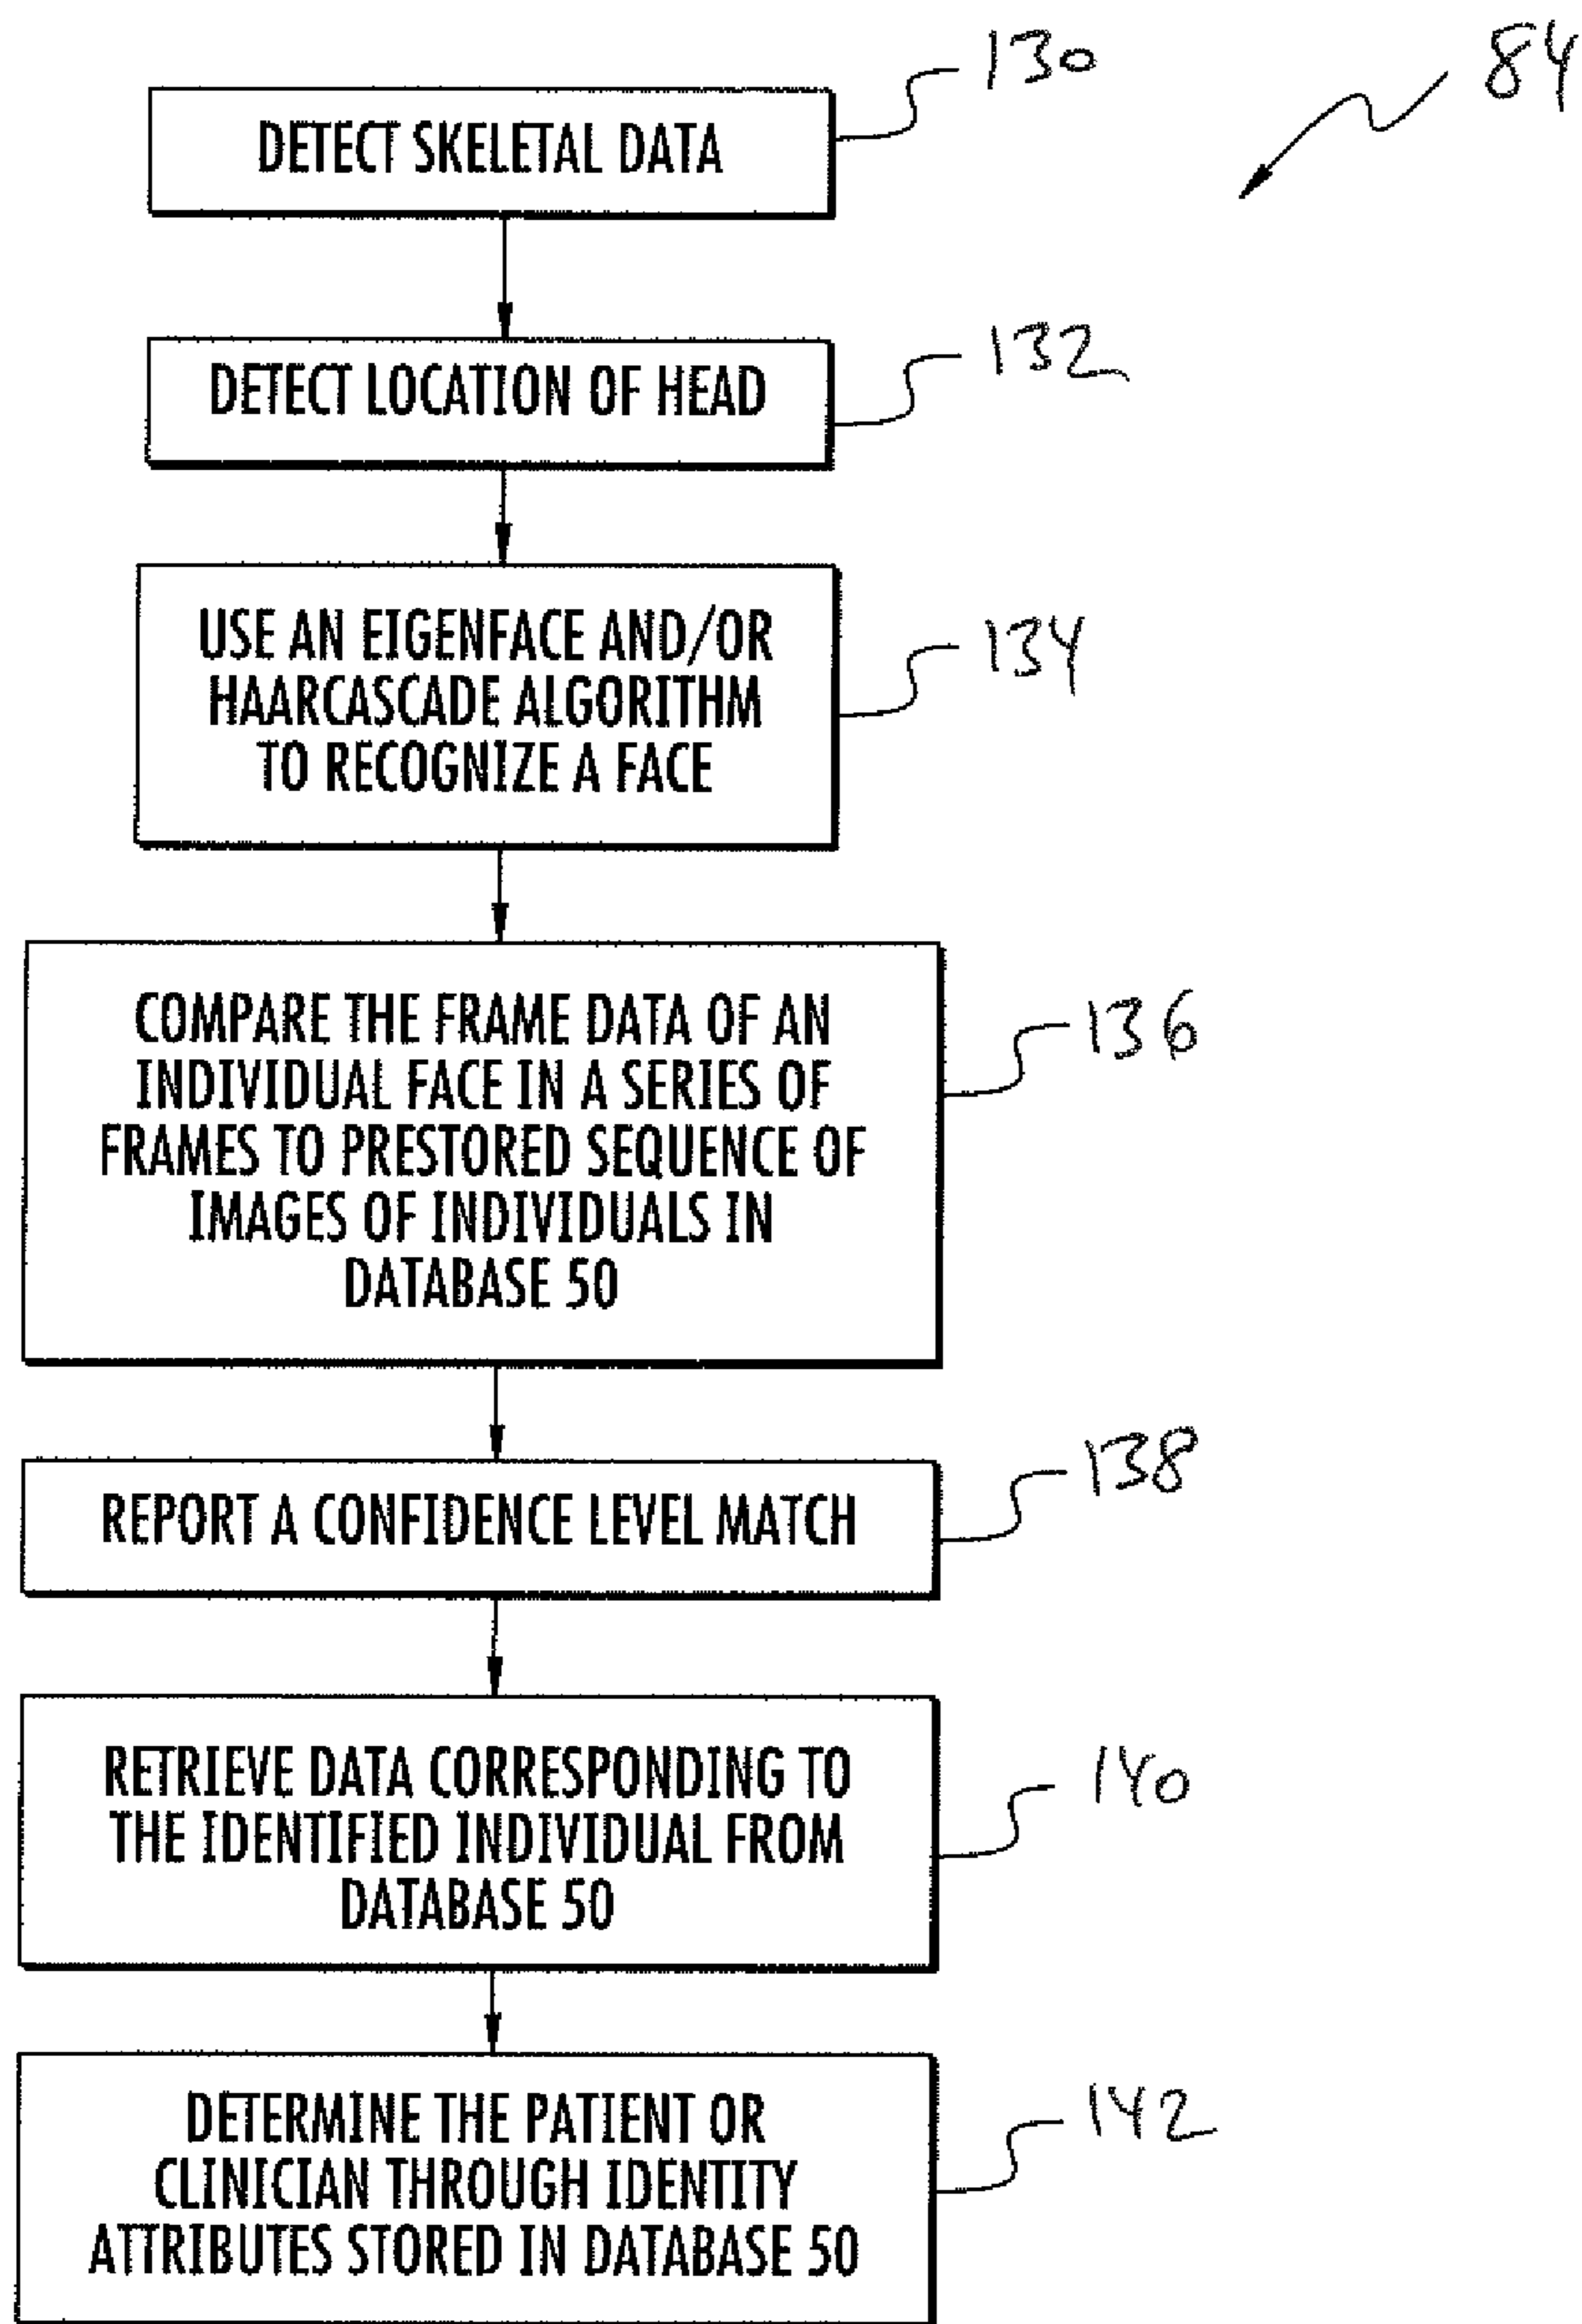 130
84
DETECT SKELETAL DATA
132
DETECT LOCATION OF HEAD
USE AN EIGENFACE AND/OR
HAARCASCADE ALGORITHM
TO RECOGNIZE A FACE
134
COMPARE THE FRAME DATA OF AN
INDIVIDUAL FACE IN A SERIES OF
FRAMES TO PRESTORED SEQUENCE OF
IMAGES OF INDIVIDUALS IN
DATABASE 50
136
138
REPORT A CONFIDENCE LEVEL MATCH
RETRIEVE DATA CORRESPONDING TO
THE IDENTIFIED INDIVIDUAL FROM
DATABASE 50
140
DETERMINE THE PATIENT OR
CLINICIAN THROUGH IDENTITY
ATTRIBUTES STORED IN DATABASE 50
142